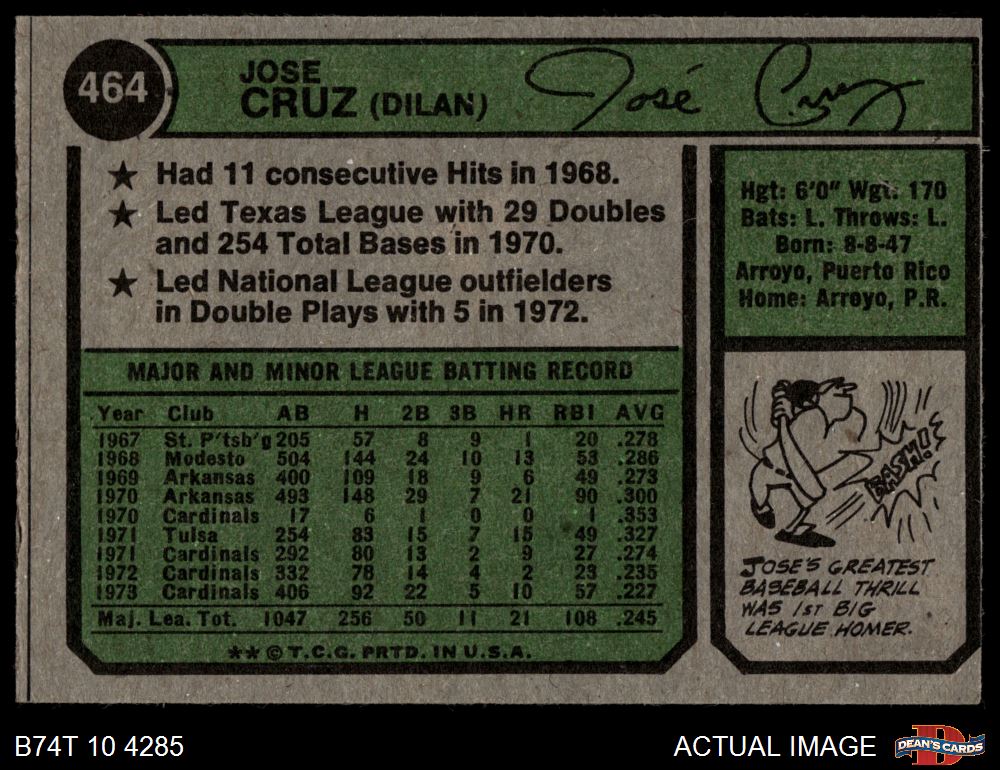 464
JOSE
CRUZ (DILAN)
José Cruz
★ Had 11 consecutive Hits in 1968.
★ Led Texas League with 29 Doubles
and 254 Total Bases in 1970.
★ Led National League outfielders
in Double Plays with 5 in 1972.
Hgt: 6'0" Wgt: 170
Bats: L. Throws: L.
Born: 8-8-47
Arroyo, Puerto Rico
Home: Arroyo, P.R.
MAJOR AND MINOR LEAGUE BATTING RECORD
Year Club AB H 2B 3B HR RBI AVG
1967 St. P'tsb'g 205 57 8 9 1 20 .278
1968 Modesto 504 144 24 10 13 53 .286
1969 Arkansas 400 109 18 9 6 49 .273
1970 Arkansas 493 148 29 7 21 90 .300
1970 Cardinals 17 6 1 0 0 1 .353
1971 Tulsa 254 83 15 7 15 49 .327
1971 Cardinals 292 80 13 2 9 27 .274
1972 Cardinals 332 78 14 4 2 23 .235
1973 Cardinals 406 92 22 5 10 57 .227
Maj. Lea. Tot. 1047 256 50 11 21 108 .245
**©T.C.G. PRTD. IN U.S.A.
BASH!
JOSE'S GREATEST
BASEBALL THRILL
WAS 1ST BIG
LEAGUE HOMER.
B74T 10 4285
ACTUAL IMAGE
D
DEAN'S CARDS